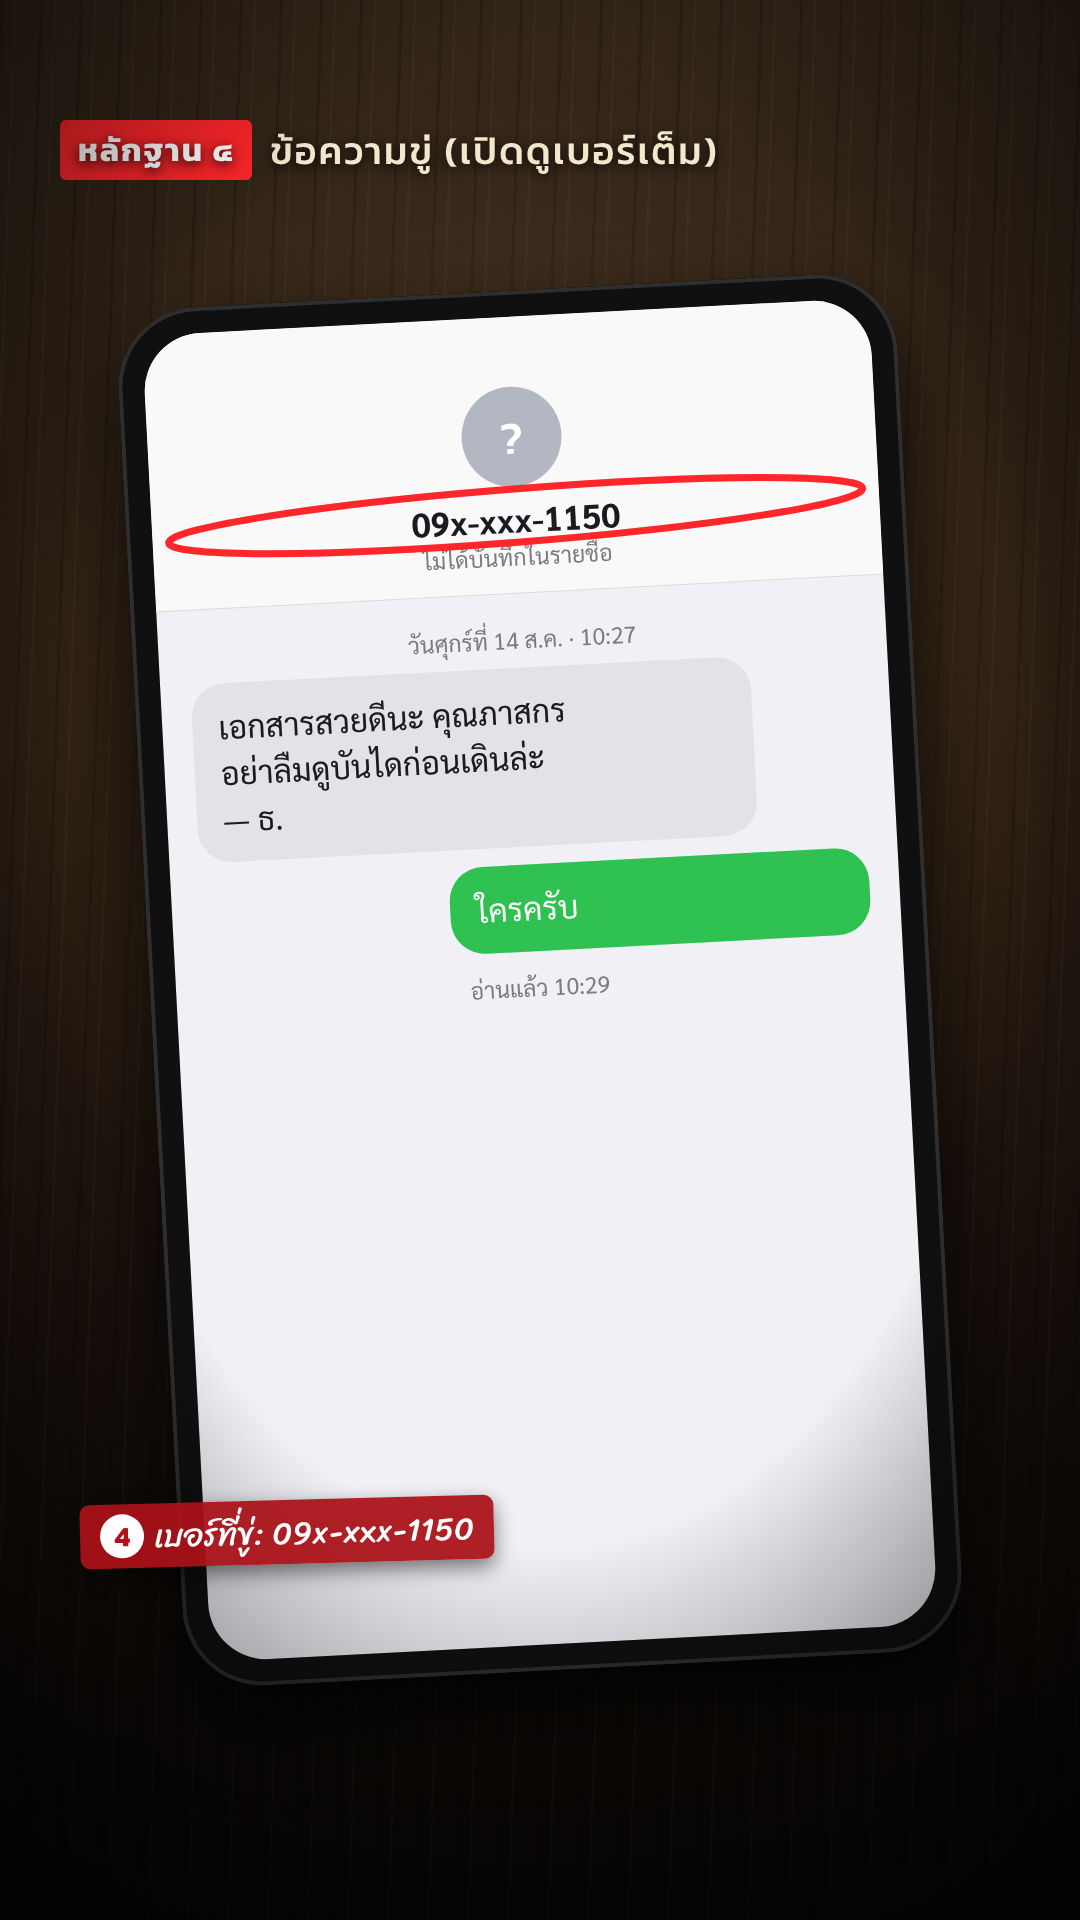 หลักฐาน ๔ ข้อความขู่ (เปิดดูเบอร์เต็ม)
?
09x-xxx-1150
ไม่ได้บันทึกในรายชื่อ
วันศุกร์ที่ 14 ส.ค. · 10:27
เอกสารสวยดีนะ คุณภาสกร
อย่าลืมดูบันไดก่อนเดินล่ะ
— ธ.
ใครครับ
อ่านแล้ว 10:29
4 เบอร์ที่ขู่: 09x-xxx-1150